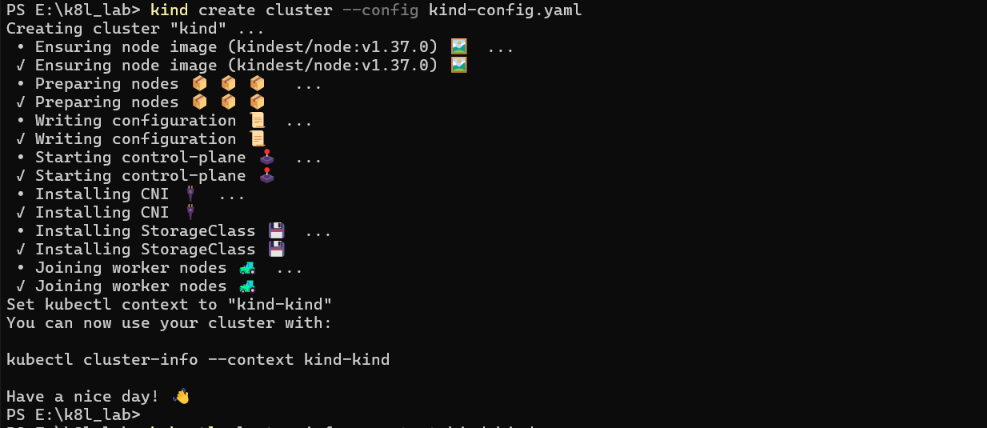 PS E:\k8l_lab> kind create cluster --config kind-config.yaml
Creating cluster "kind" ...
• Ensuring node image (kindest/node:v1.37.0) 🖼 ...
✓ Ensuring node image (kindest/node:v1.37.0) 🖼
• Preparing nodes 📦 📦 📦 ...
✓ Preparing nodes 📦 📦 📦
• Writing configuration 📜 ...
✓ Writing configuration 📜
• Starting control-plane 🕹 ...
✓ Starting control-plane 🕹
• Installing CNI 🔌 ...
✓ Installing CNI 🔌
• Installing StorageClass 💾 ...
✓ Installing StorageClass 💾
• Joining worker nodes 🚜 ...
✓ Joining worker nodes 🚜
Set kubectl context to "kind-kind"
You can now use your cluster with:
kubectl cluster-info --context kind-kind
Have a nice day! 👋
PS E:\k8l_lab>